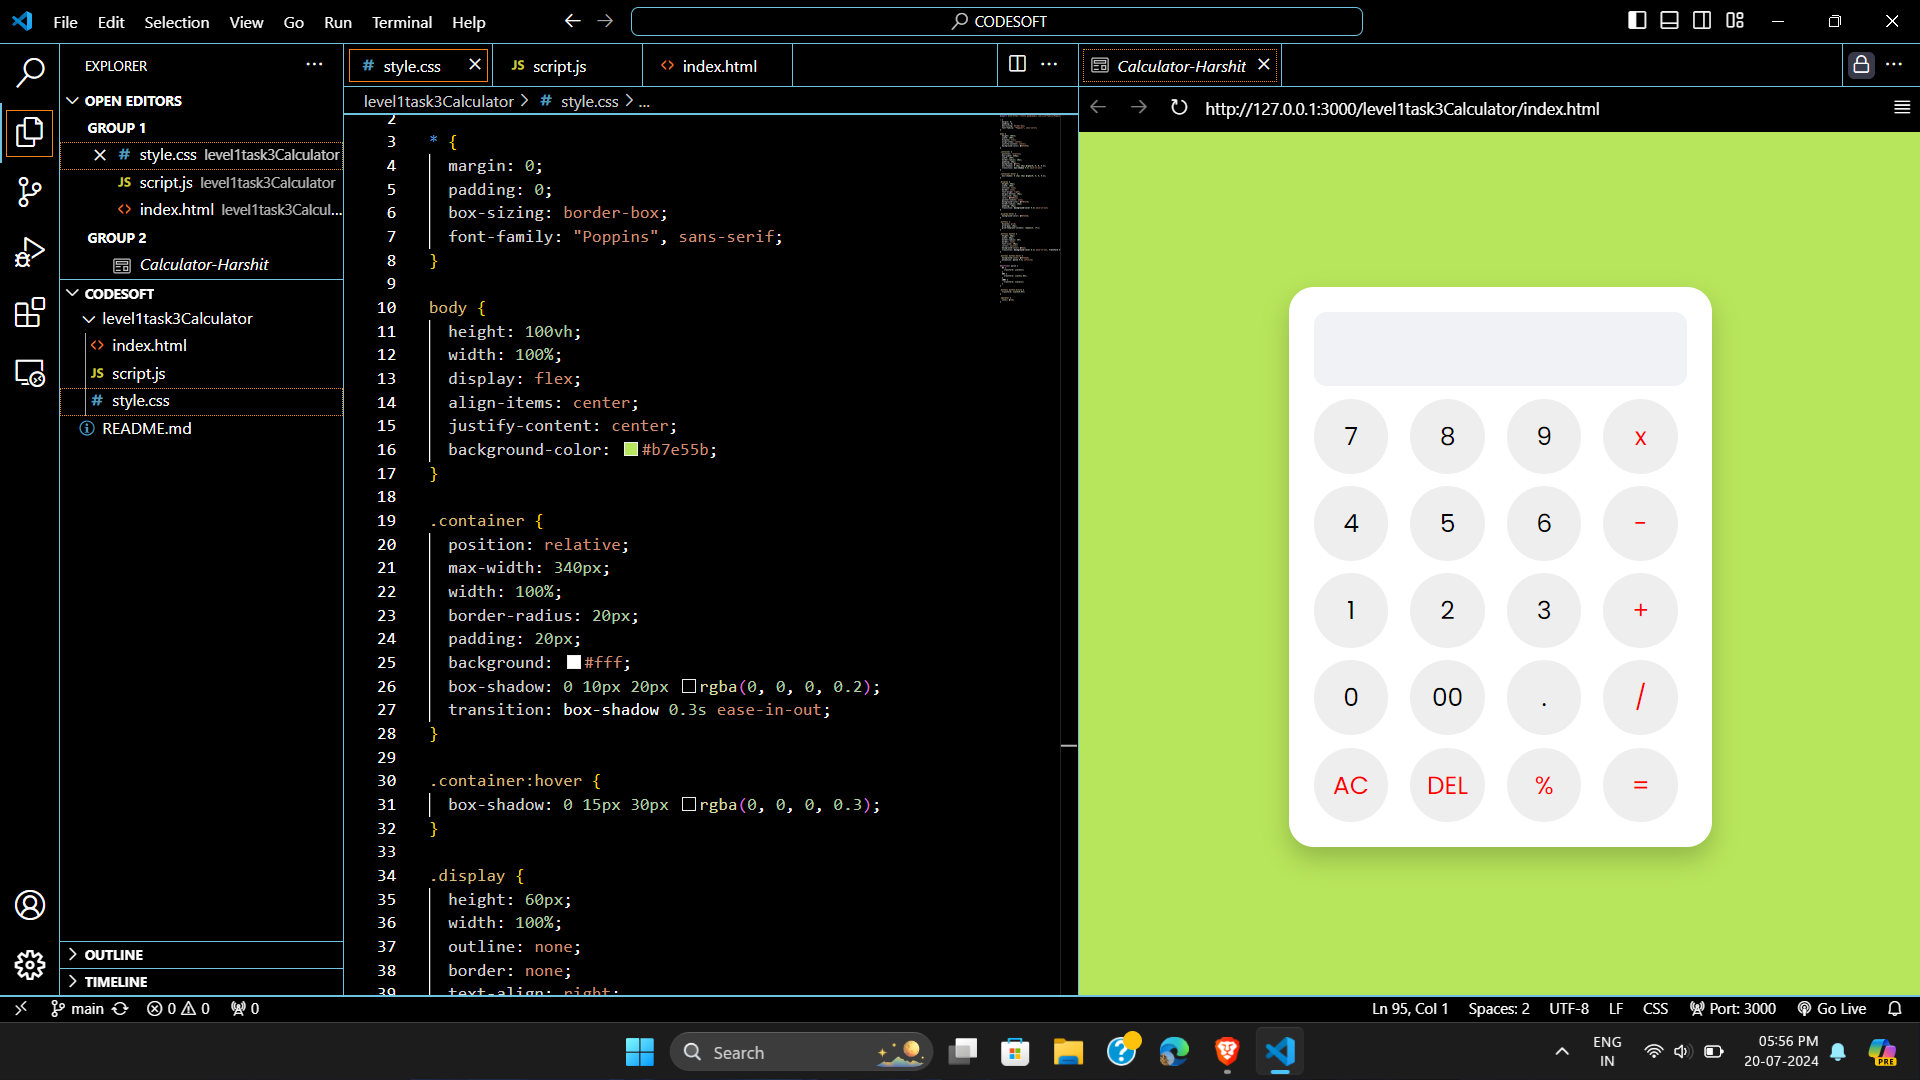 File Edit Selection View Go Run Terminal Help
CODESOFT
EXPLORER
OPEN EDITORS
GROUP 1
style.css level1task3Calculator
JS script.js level1task3Calculator
index.html level1task3Calcul...
GROUP 2
Calculator-Harshit
CODESOFT
level1task3Calculator
index.html
JS script.js
# style.css
README.md
OUTLINE
TIMELINE
# style.css
JS script.js
index.html
level1task3Calculator > # style.css > ...
2
3 * {
4 margin: 0;
5 padding: 0;
6 box-sizing: border-box;
7 font-family: "Poppins", sans-serif;
8 }
9
10 body {
11 height: 100vh;
12 width: 100%;
13 display: flex;
14 align-items: center;
15 justify-content: center;
16 background-color: #b7e55b;
17 }
18
19 .container {
20 position: relative;
21 max-width: 340px;
22 width: 100%;
23 border-radius: 20px;
24 padding: 20px;
25 background: #fff;
26 box-shadow: 0 10px 20px rgba(0, 0, 0, 0.2);
27 transition: box-shadow 0.3s ease-in-out;
28 }
29
30 .container:hover {
31 box-shadow: 0 15px 30px rgba(0, 0, 0, 0.3);
32 }
33
34 .display {
35 height: 60px;
36 width: 100%;
37 outline: none;
38 border: none;
39 text-align: right;
Calculator-Harshit
http://127.0.0.1:3000/level1task3Calculator/index.html
7 8 9 x
4 5 6 -
1 2 3 +
0 00 . /
AC DEL % =
main 0 0 0
Ln 95, Col 1 Spaces: 2 UTF-8 LF CSS Port: 3000 Go Live
Search
PRE
ENG
IN
05:56 PM
20-07-2024